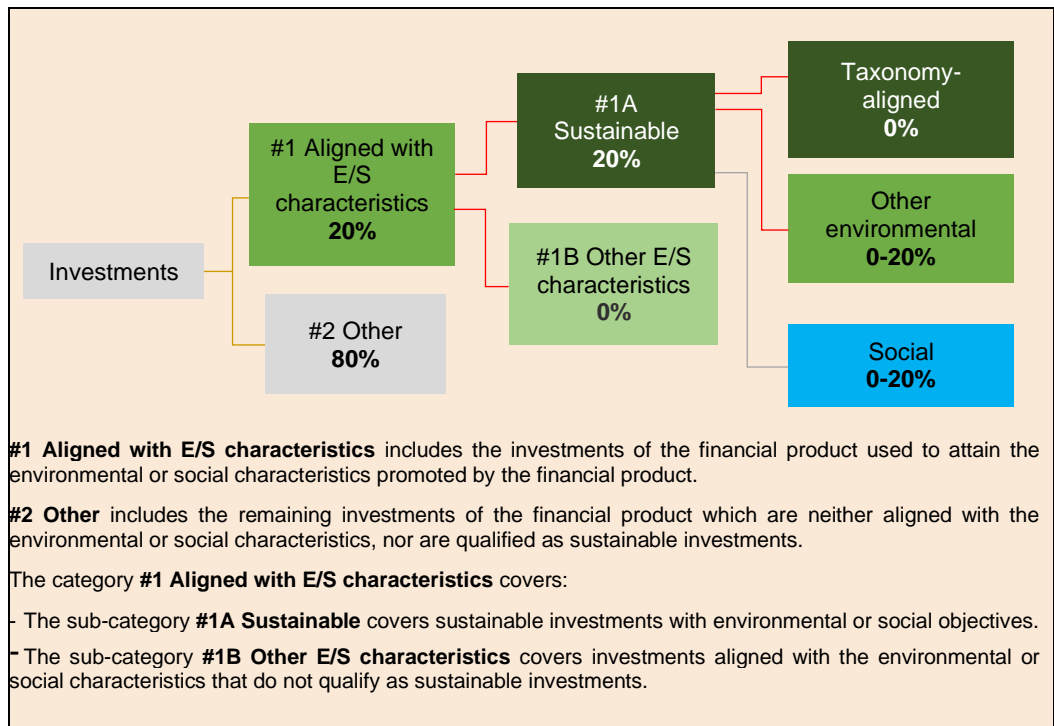 Investments
#1 Aligned with
E/S
characteristics
20%
#2 Other
80%
#1A
Sustainable
20%
#1B Other E/S
characteristics
0%
Taxonomy-
aligned
0%
Other
environmental
0-20%
Social
0-20%
#1 Aligned with E/S characteristics includes the investments of the financial product used to attain the
environmental or social characteristics promoted by the financial product.
#2 Other includes the remaining investments of the financial product which are neither aligned with the
environmental or social characteristics, nor are qualified as sustainable investments.
The category #1 Aligned with E/S characteristics covers:
- The sub-category #1A Sustainable covers sustainable investments with environmental or social objectives.
- The sub-category #1B Other E/S characteristics covers investments aligned with the environmental or
social characteristics that do not qualify as sustainable investments.